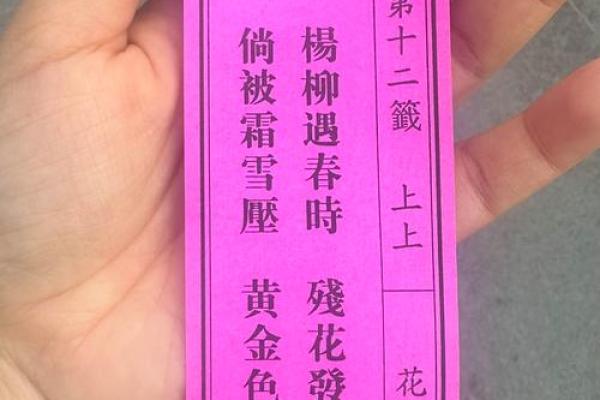 第十二籤 上上 花
楊柳遇春時 殘花發
倘被霜雪壓 黄金色